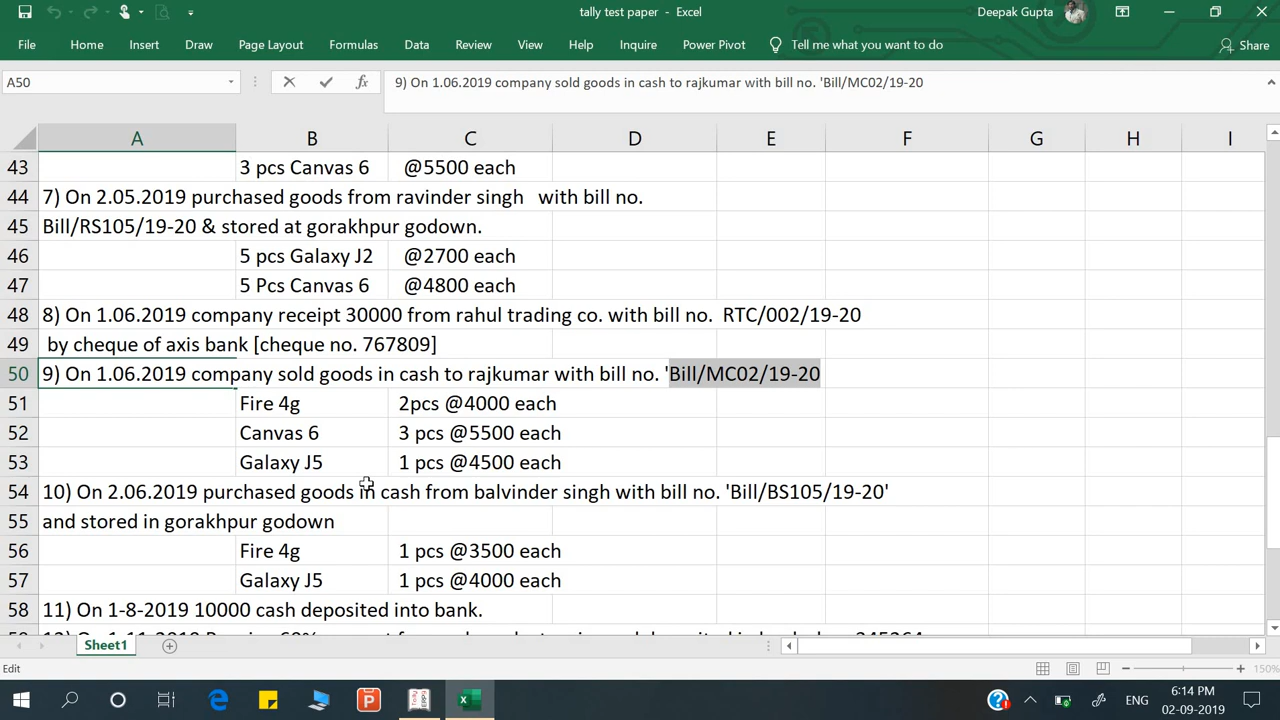 tally test paper - Excel
Deepak Gupta
File Home Insert Draw Page Layout Formulas Data Review View Help Inquire Power Pivot Tell me what you want to do Share
A50 fx 9) On 1.06.2019 company sold goods in cash to rajkumar with bill no. 'Bill/MC02/19-20
A B C D E F G H I
43 3 pcs Canvas 6 @5500 each
44 7) On 2.05.2019 purchased goods from ravinder singh with bill no.
45 Bill/RS105/19-20 & stored at gorakhpur godown.
46 5 pcs Galaxy J2 @2700 each
47 5 Pcs Canvas 6 @4800 each
48 8) On 1.06.2019 company receipt 30000 from rahul trading co. with bill no. RTC/002/19-20
49 by cheque of axis bank [cheque no. 767809]
50 9) On 1.06.2019 company sold goods in cash to rajkumar with bill no. 'Bill/MC02/19-20
51 Fire 4g 2pcs @4000 each
52 Canvas 6 3 pcs @5500 each
53 Galaxy J5 1 pcs @4500 each
54 10) On 2.06.2019 purchased goods in cash from balvinder singh with bill no. 'Bill/BS105/19-20'
55 and stored in gorakhpur godown
56 Fire 4g 1 pcs @3500 each
57 Galaxy J5 1 pcs @4000 each
58 11) On 1-8-2019 10000 cash deposited into bank.
Sheet1
Edit
150%
ENG
6:14 PM
02-09-2019